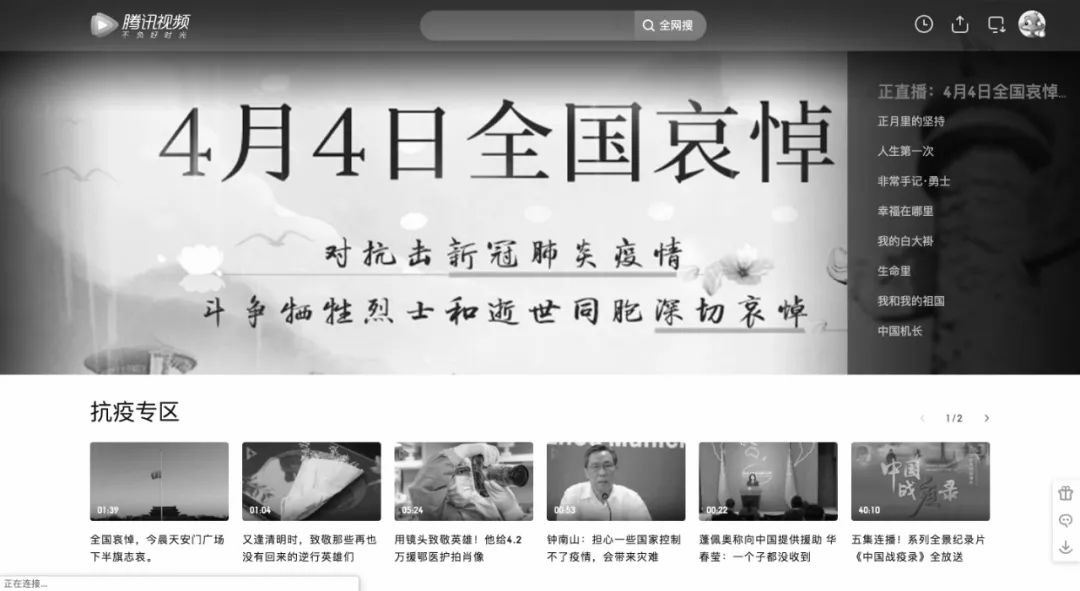 腾讯视频
不负好时光
全网搜
4月4日全国哀悼
对抗击新冠肺炎疫情
斗争牺牲烈士和逝世同胞深切哀悼
正直播：4月4日全国哀悼...
正月里的坚持
人生第一次
非常手记·勇士
幸福在哪里
我的白大褂
生命里
我和我的祖国
中国机长
抗疫专区
1/2
01:39
01:04
05:24
00:53
00:22
中国战疫录
40:10
全国哀悼，今晨天安门广场
下半旗志哀。
又逢清明时，致敬那些再也
没有回来的逆行英雄们
用镜头致敬英雄！他给4.2
万援鄂医护拍肖像
钟南山：担心一些国家控制
不了疫情，会带来灾难
蓬佩奥称向中国提供援助 华
春莹：一个子都没收到
五集连播！系列全景纪录片
《中国战疫录》全放送
正在连接...